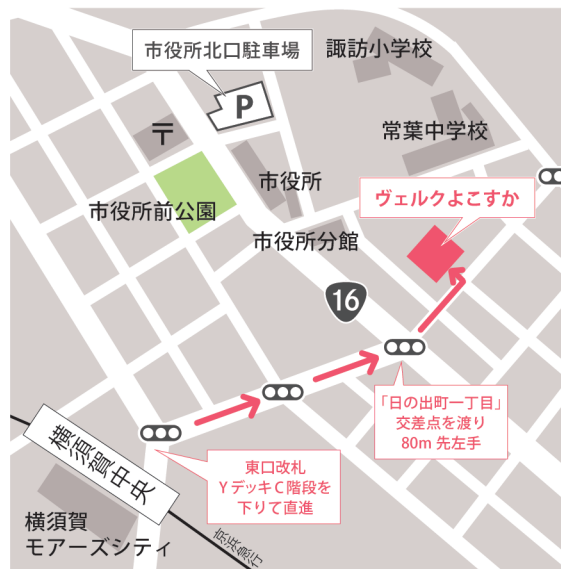 市役所北口駐車場
諏訪小学校
P
〒
常葉中学校
市役所
ヴェルクよこすか
市役所前公園
市役所分館
16
「日の出町一丁目」
交差点を渡り
80m 先左手
横須賀中央
東口改札
YデッキC階段を
下りて直進
横須賀
モアーズシティ
京浜急行